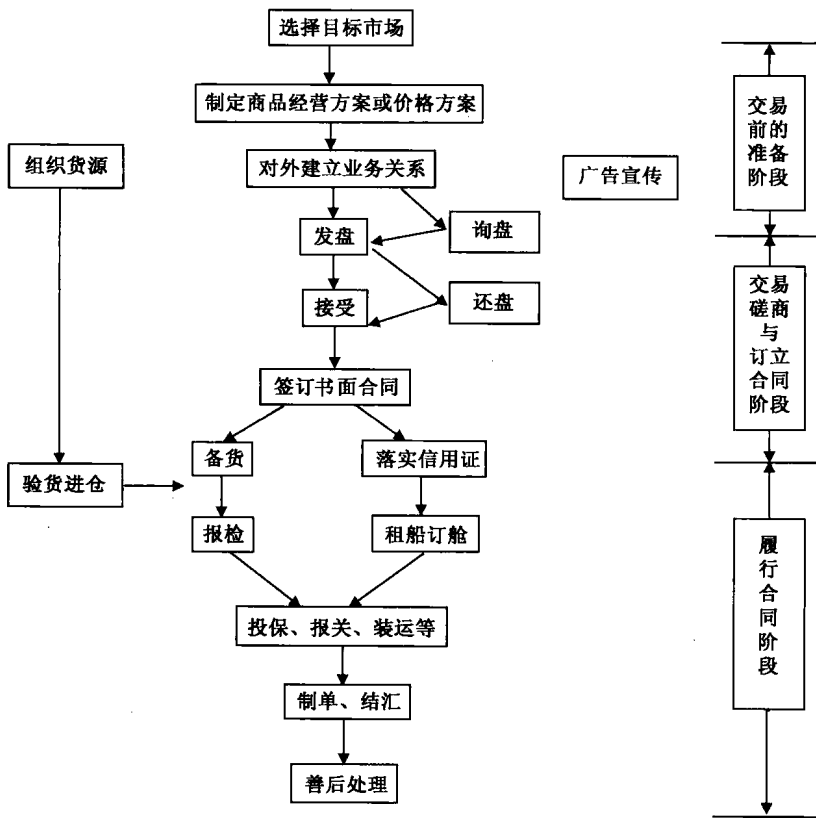 选择目标市场
制定商品经营方案或价格方案
组织货源
对外建立业务关系
广告宣传
发盘
询盘
接受
还盘
签订书面合同
备货
落实信用证
验货进仓
报检
租船订舱
投保、报关、装运等
制单、结汇
善后处理
交易
前的
准备
阶段
交易
磋商
与
订立
合同
阶段
履
行
合
同
阶
段